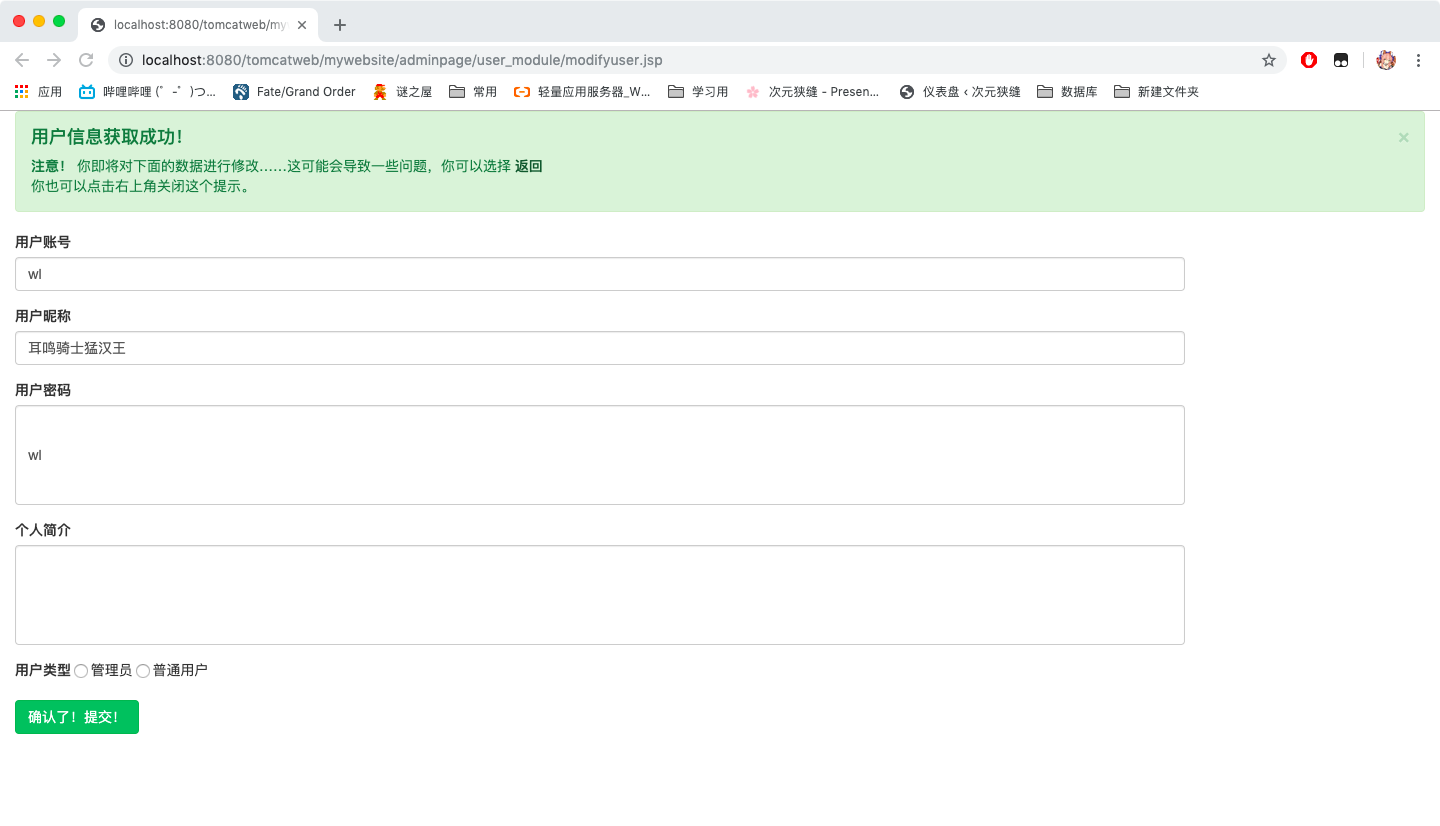 localhost:8080/tomcatweb/my
localhost:8080/tomcatweb/mywebsite/adminpage/user_module/modifyuser.jsp
应用 哔哩哔哩 (゜-゜)つ... Fate/Grand Order 谜之屋 常用 轻量应用服务器_W... 学习用 次元狭缝 - Presen... 仪表盘 ‹ 次元狭缝 数据库 新建文件夹
用户信息获取成功！ ×
注意！ 你即将对下面的数据进行修改……这可能会导致一些问题，你可以选择 返回
你也可以点击右上角关闭这个提示。
用户账号
wl
用户昵称
耳鸣骑士猛汉王
用户密码
wl
个人简介
用户类型 管理员 普通用户
确认了！提交！